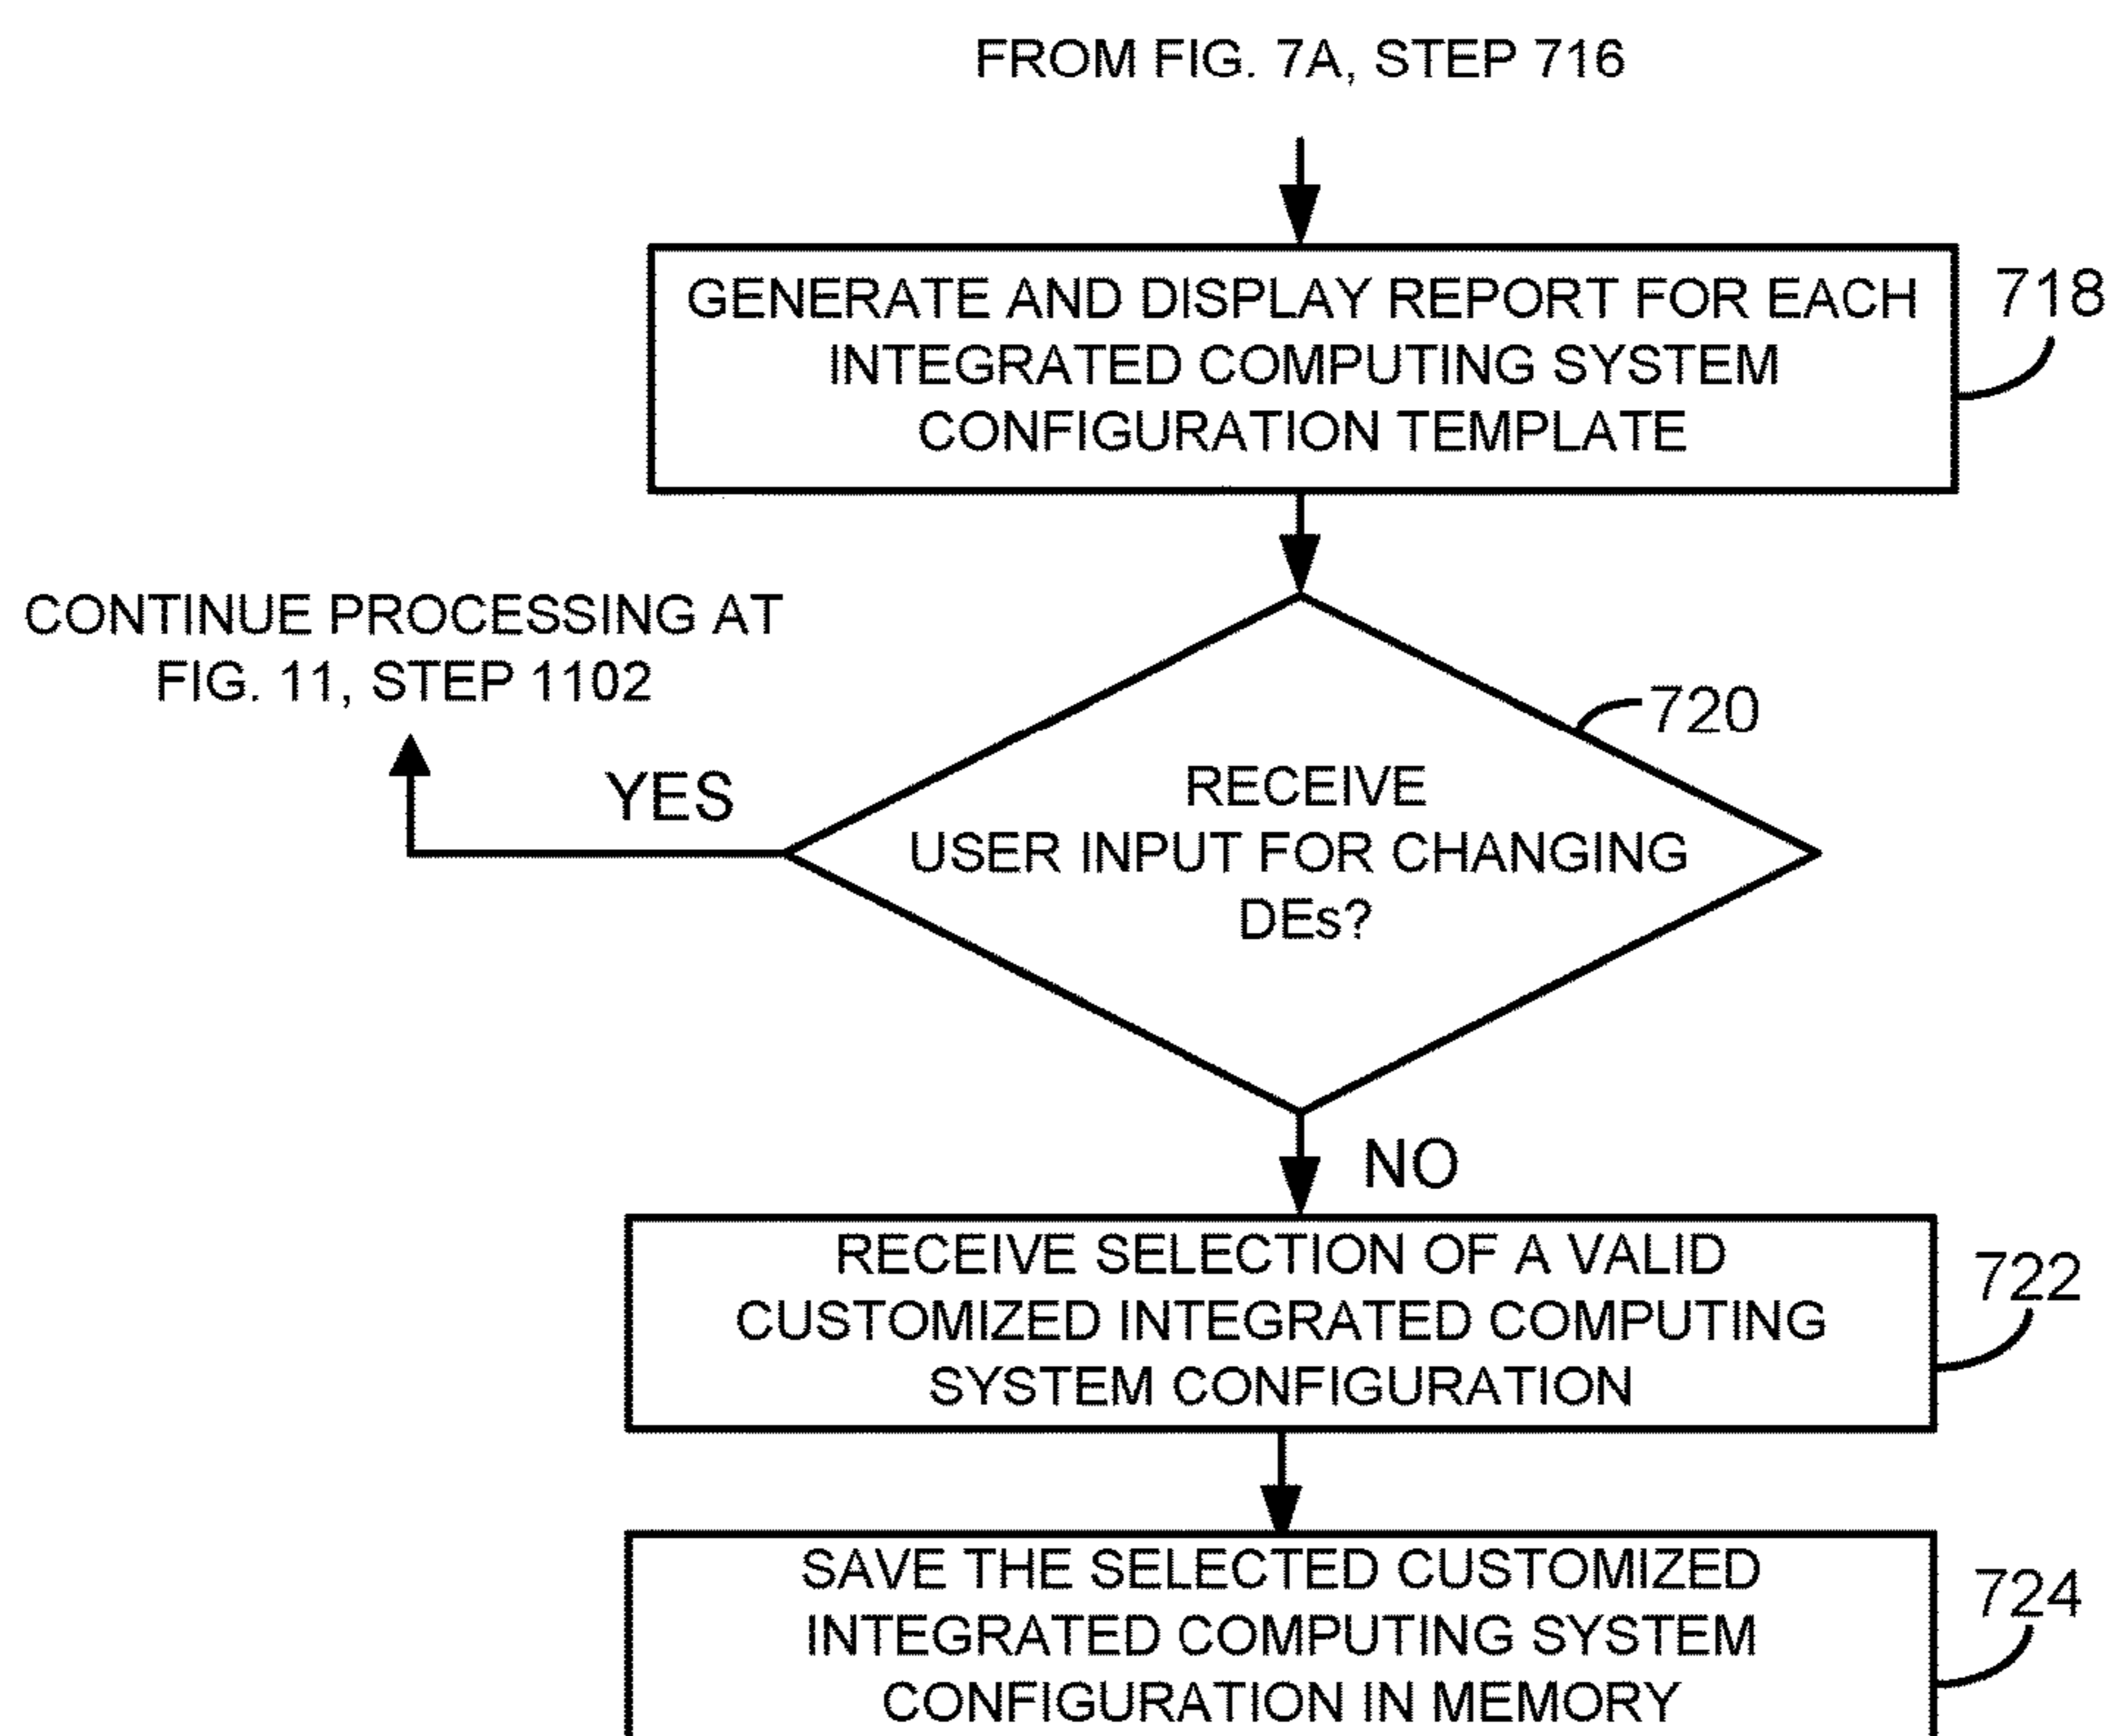 FROM FIG. 7A, STEP 716
GENERATE AND DISPLAY REPORT FOR EACH
INTEGRATED COMPUTING SYSTEM
CONFIGURATION TEMPLATE
718
CONTINUE PROCESSING AT
FIG. 11, STEP 1102
720
YES
RECEIVE
USER INPUT FOR CHANGING
DEs?
NO
RECEIVE SELECTION OF A VALID
CUSTOMIZED INTEGRATED COMPUTING
SYSTEM CONFIGURATION
722
SAVE THE SELECTED CUSTOMIZED
INTEGRATED COMPUTING SYSTEM
CONFIGURATION IN MEMORY
724